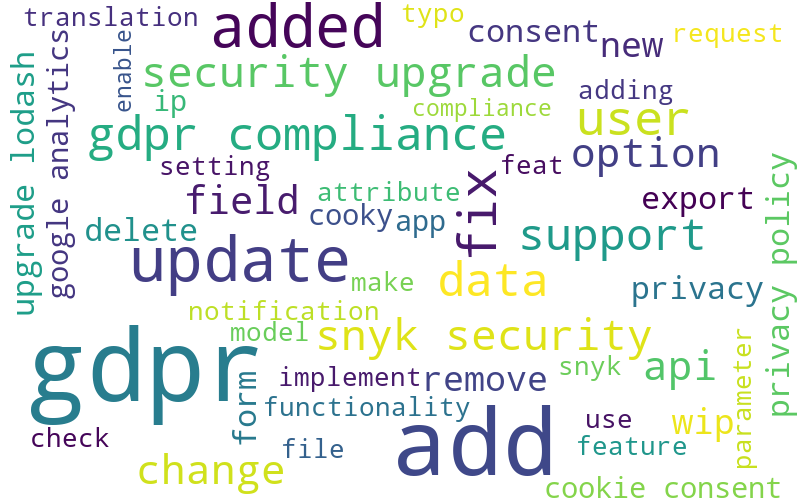 translation
added
typo
consent
new
request
security upgrade
enable
google analytics
upgrade lodash
ip
compliance
adding
user
gdpr compliance
option
setting
feat
fix
field
attribute
export
privacy policy
delete
cooky
app
support
update
make
data
privacy
notification
model
snyk security
gdpr
form
implement
remove
snyk
api
parameter
functionality
add
use
wip
check
file
feature
change
cookie consent